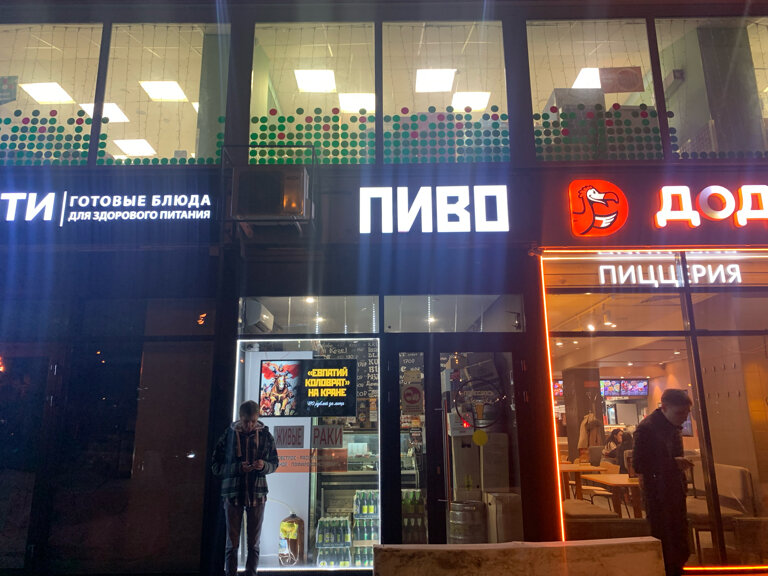 ТИ
ГОТОВЫЕ БЛЮДА
ДЛЯ ЗДОРОВОГО ПИТАНИЯ
ПИВО
ДОД
ПИЦЦЕРИЯ
«ЕВПАТИЙ
КОЛОВРАТ»
НА КРАНЕ
ЖИВЫЕ РАКИ